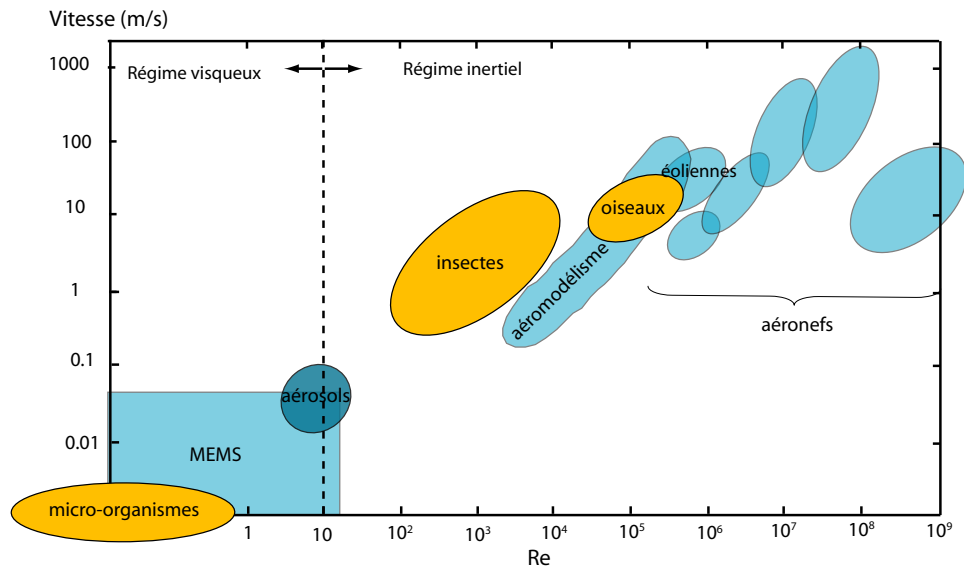 Vitesse (m/s)
1000
Régime visqueux
Régime inertiel
100
éoliennes
10
oiseaux
insectes
1
aéromodélisme
aéronefs
0.1
aérosols
0.01
MEMS
micro-organismes
1
10
10²
10³
10⁴
10⁵
10⁶
10⁷
10⁸
10⁹
Re